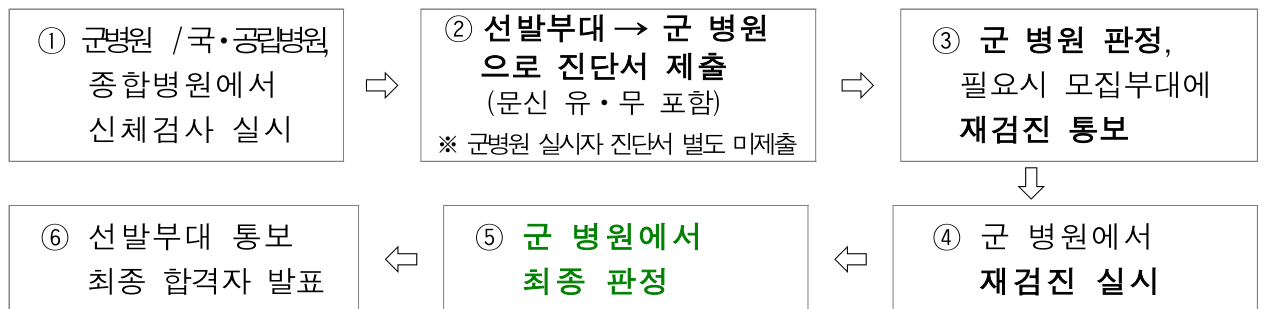 ① 군병원 /국·공립병원,
종합병원에서
신체검사 실시
② 선발부대→ 군 병원
으로 진단서 제출
(문신 유·무 포함)
※ 군병원 실시자 진단서 별도 미제출
③ 군 병원 판정,
필요시 모집부대에
재검진 통보
④ 군 병원에서
재검진 실시
⑤ 군 병원에서
최종 판정
⑥ 선발부대 통보
최종 합격자 발표